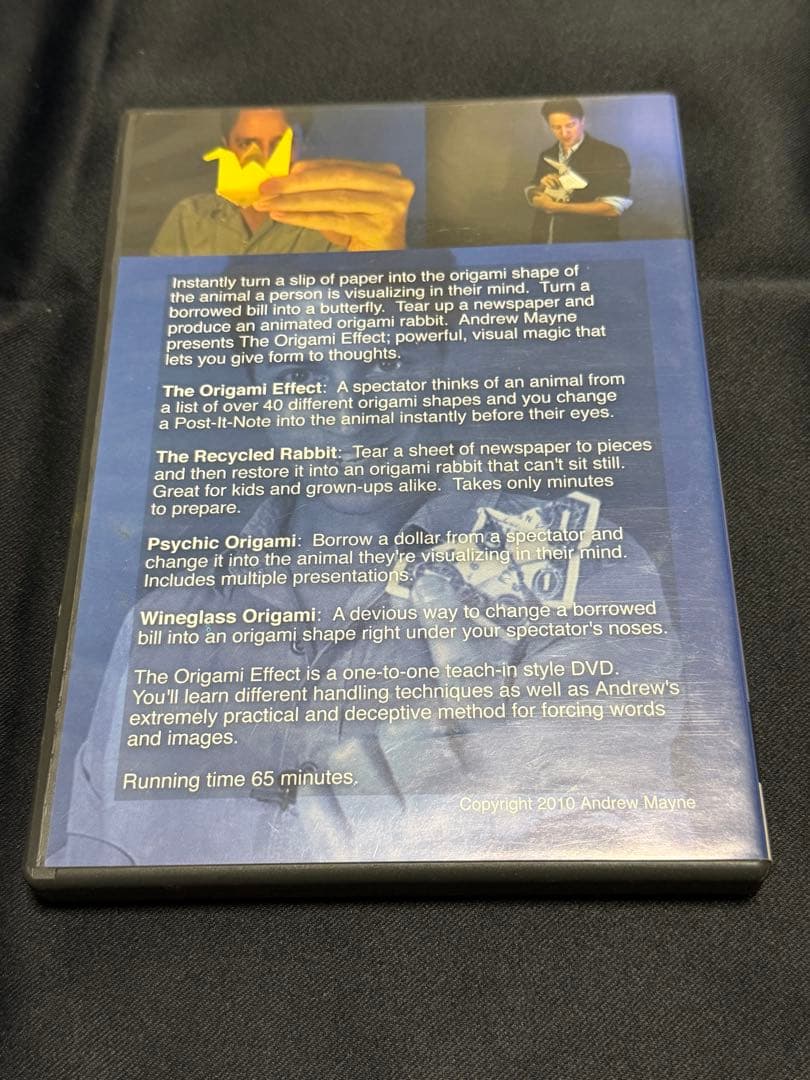 Instantly turn a slip of paper into the origami shape of
the animal a person is visualizing in their mind. Turn a
borrowed bill into a butterfly. Tear up a newspaper and
produce an animated origami rabbit. Andrew Mayne
presents The Origami Effect; powerful, visual magic that
lets you give form to thoughts.
The Origami Effect: A spectator thinks of an animal from
a list of over 40 different origami shapes and you change
a Post-It-Note into the animal instantly before their eyes.
The Recycled Rabbit: Tear a sheet of newspaper to pieces
and then restore it into an origami rabbit that can't sit still.
Great for kids and grown-ups alike. Takes only minutes
to prepare.
Psychic Origami: Borrow a dollar from a spectator and
change it into the animal they're visualizing in their mind.
Includes multiple presentations.
Wineglass Origami: A devious way to change a borrowed
bill into an origami shape right under your spectator's noses.
The Origami Effect is a one-to-one teach-in style DVD.
You'll learn different handling techniques as well as Andrew's
extremely practical and deceptive method for forcing words
and images.
Running time 65 minutes.
Copyright 2010 Andrew Mayne